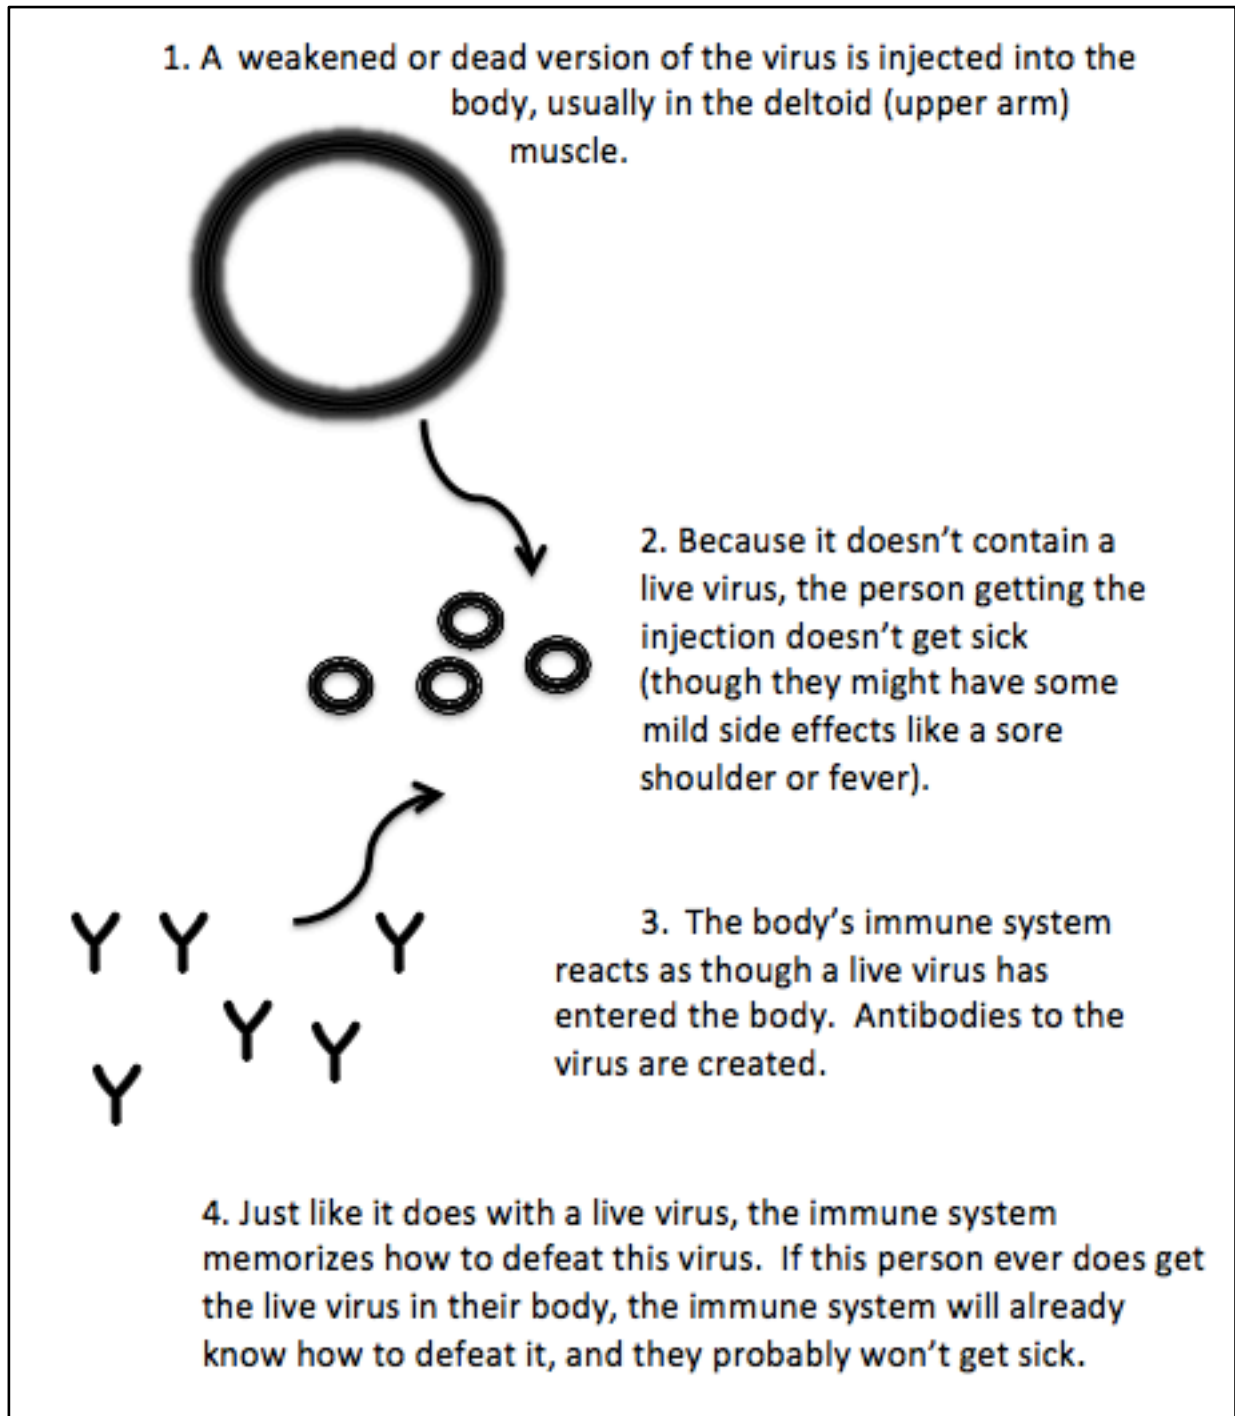 1. A weakened or dead version of the virus is injected into the
body, usually in the deltoid (upper arm)
muscle.
2. Because it doesn’t contain a
live virus, the person getting the
injection doesn’t get sick
(though they might have some
mild side effects like a sore
shoulder or fever).
3. The body’s immune system
reacts as though a live virus has
entered the body. Antibodies to the
virus are created.
4. Just like it does with a live virus, the immune system
memorizes how to defeat this virus. If this person ever does get
the live virus in their body, the immune system will already
know how to defeat it, and they probably won’t get sick.